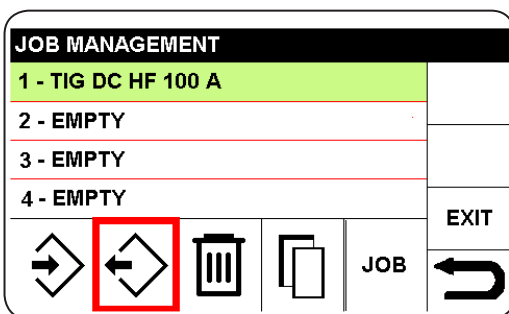 JOB MANAGEMENT
1 - TIG DC HF 100 A
2 - EMPTY
3 - EMPTY
4 - EMPTY
EXIT
JOB